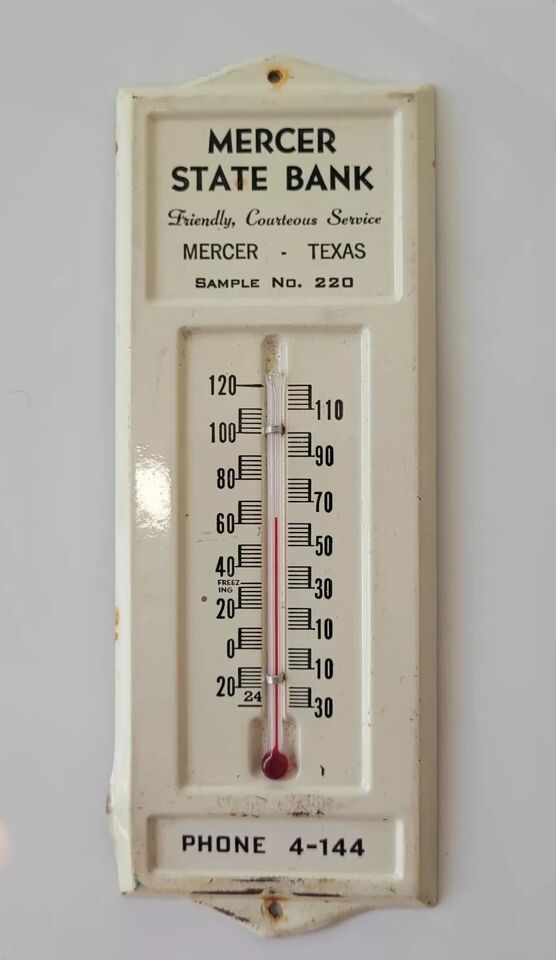 MERCER
STATE BANK
Friendly, Courteous Service
MERCER - TEXAS
SAMPLE NO. 220
120
110
100
90
80
70
60
50
40
FREEZ
ING
30
20
10
0
10
20
24
30
PHONE 4-144